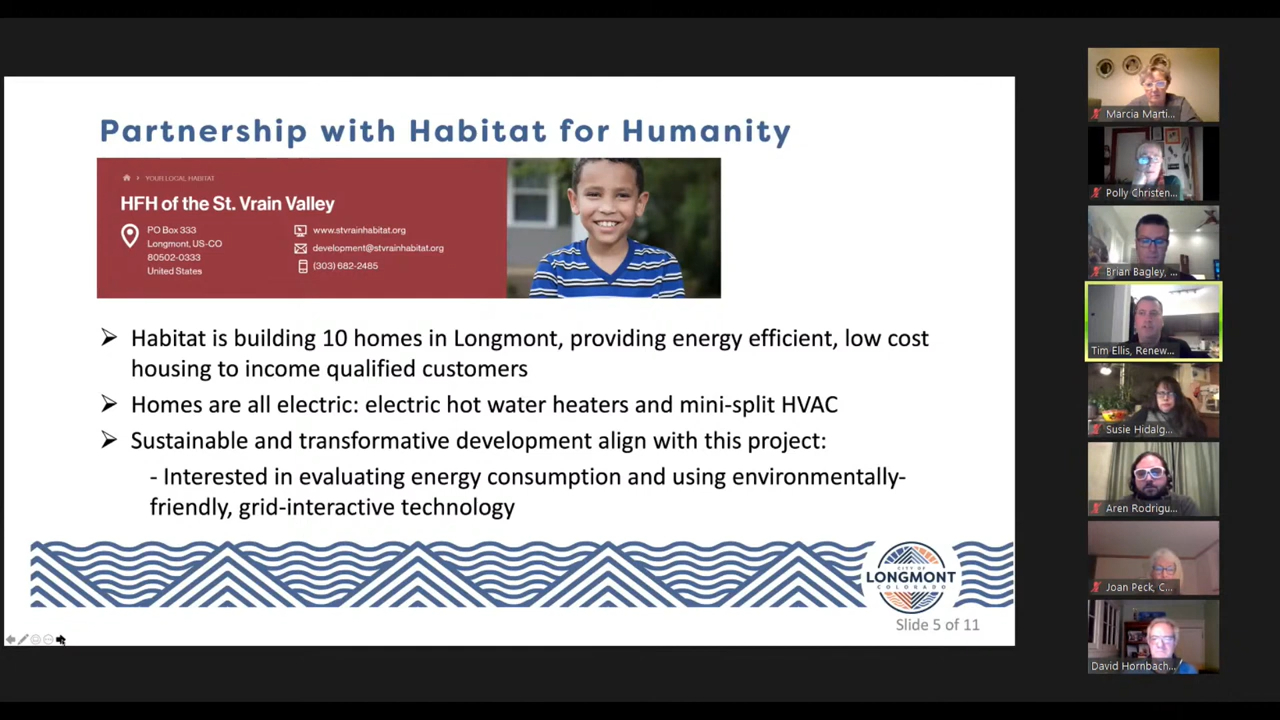 Partnership with Habitat for Humanity
YOUR LOCAL HABITAT
HFH of the St. Vrain Valley
PO Box 333
Longmont, US-CO
80502-0333
United States
www.stvrainhabitat.org
development@stvrainhabitat.org
(303) 682-2485
Habitat is building 10 homes in Longmont, providing energy efficient, low cost
housing to income qualified customers
Homes are all electric: electric hot water heaters and mini-split HVAC
Sustainable and transformative development align with this project:
- Interested in evaluating energy consumption and using environmentally-
friendly, grid-interactive technology
CITY OF
LONGMONT
COLORADO
Slide 5 of 11
Marcia Marti...
Polly Christen...
Brian Bagley, ...
Tim Ellis, Renew...
Susie Hidalg...
Aren Rodrigu...
Joan Peck, C...
David Hornbach...